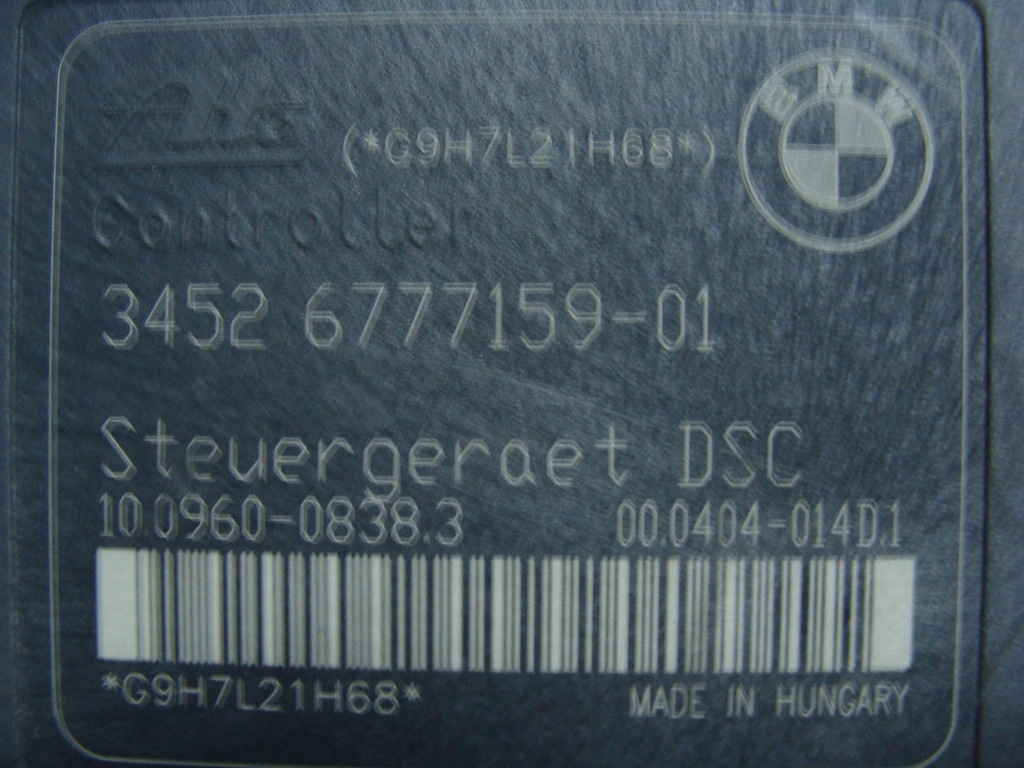 Ate
(*G9H7L21H68*)
BMW
Controller
3452 6777159-01
Steuergeraet DSC
10.0960-0838.3 00.0404-014D.1
*G9H7L21H68* MADE IN HUNGARY